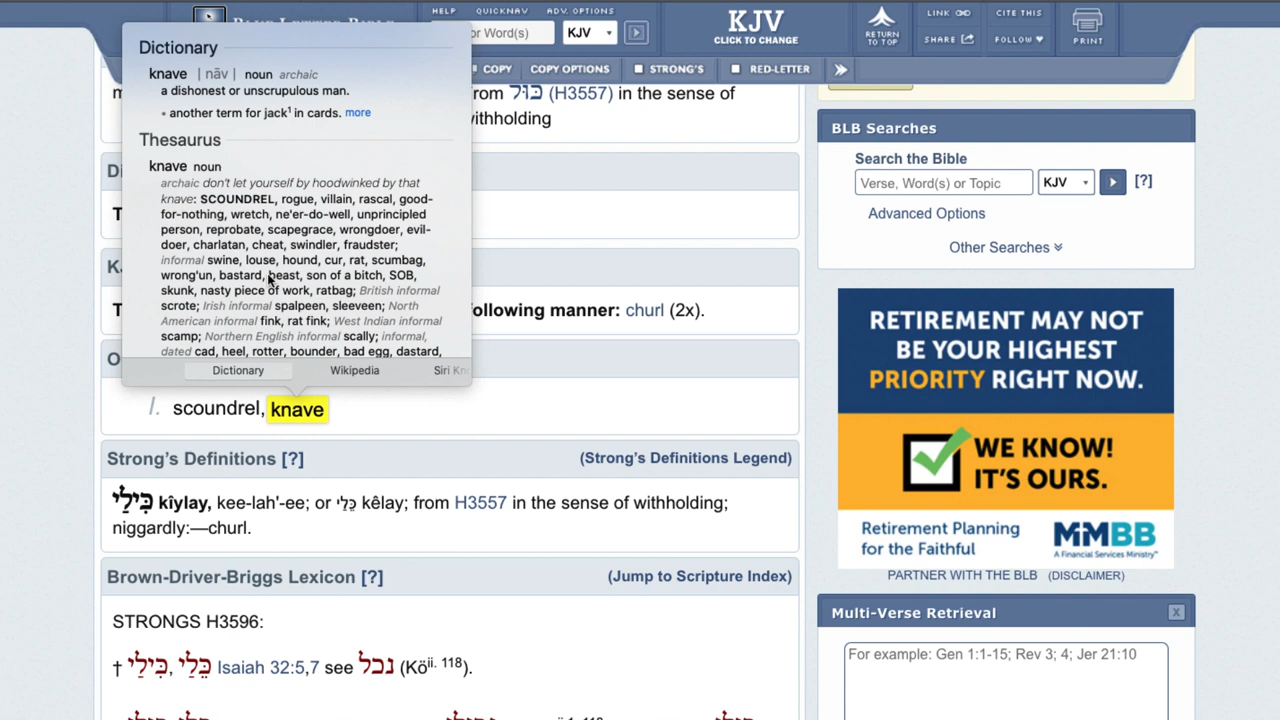 BLUE LETTER BIBLE
HELP QUICKNAV ADV. OPTIONS
or Word(s) KJV
KJV
CLICK TO CHANGE
RETURN
TO TOP
LINK
SHARE
CITE THIS
FOLLOW
PRINT
COPY COPY OPTIONS STRONG'S RED-LETTER
Dictionary
knave | nāv | noun archaic
a dishonest or unscrupulous man.
• another term for jack¹ in cards. more
Thesaurus
knave noun
archaic don't let yourself by hoodwinked by that
knave: SCOUNDREL, rogue, villain, rascal, good-
for-nothing, wretch, ne'er-do-well, unprincipled
person, reprobate, scapegrace, wrongdoer, evil-
doer, charlatan, cheat, swindler, fraudster;
informal swine, louse, hound, cur, rat, scumbag,
wrong'un, bastard, beast, son of a bitch, SOB,
skunk, nasty piece of work, ratbag; British informal
scrote; Irish informal spalpeen, sleeveen; North
American informal fink, rat fink; West Indian informal
scamp; Northern English informal scally; informal,
dated cad, heel, rotter, bounder, bad egg, dastard,
Dictionary Wikipedia Siri Kn
from כּוּל (H3557) in the sense of
withholding
following manner: churl (2x).
I. scoundrel, knave
Strong's Definitions [?] (Strong's Definitions Legend)
כִּילַי kîylay, kee-lah'-ee; or כֵּלַי kêlay; from H3557 in the sense of withholding;
niggardly:—churl.
Brown-Driver-Briggs Lexicon [?] (Jump to Scripture Index)
STRONGS H3596:
† כִּילַי, כֵּלַי Isaiah 32:5,7 see נכל (Kö ii. 118).
BLB Searches
Search the Bible
Verse, Word(s) or Topic KJV [?]
Advanced Options
Other Searches
RETIREMENT MAY NOT
BE YOUR HIGHEST
PRIORITY RIGHT NOW.
WE KNOW!
IT'S OURS.
Retirement Planning
for the Faithful
MMBB
A Financial Services Ministry
PARTNER WITH THE BLB (DISCLAIMER)
Multi-Verse Retrieval x
For example: Gen 1:1-15; Rev 3; 4; Jer 21:10